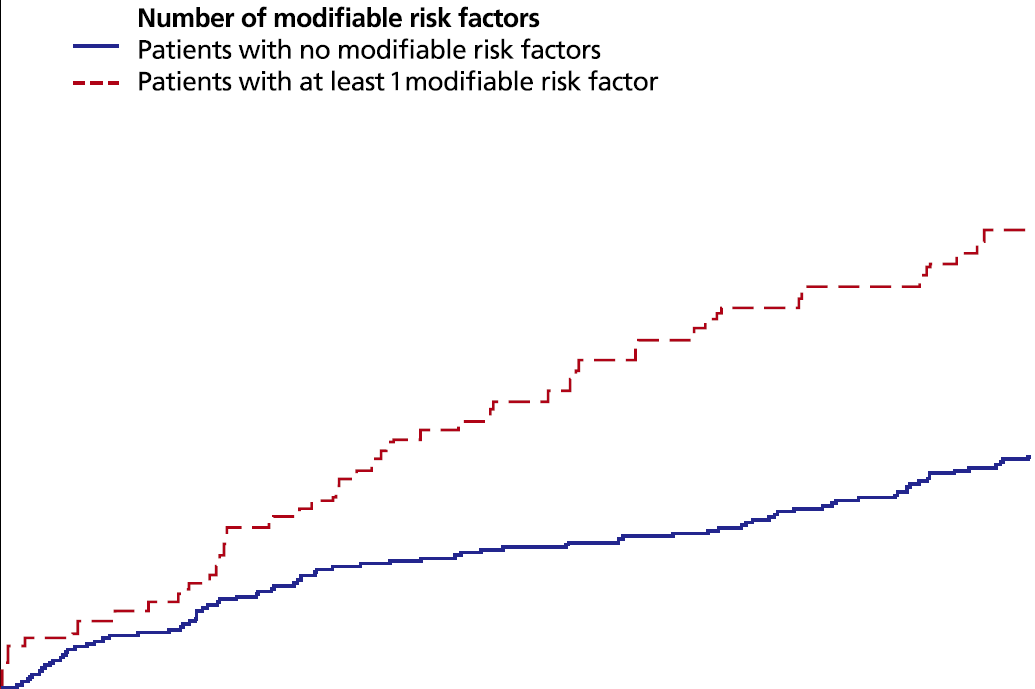 Number of modifiable risk factors
Patients with no modifiable risk factors
Patients with at least 1 modifiable risk factor